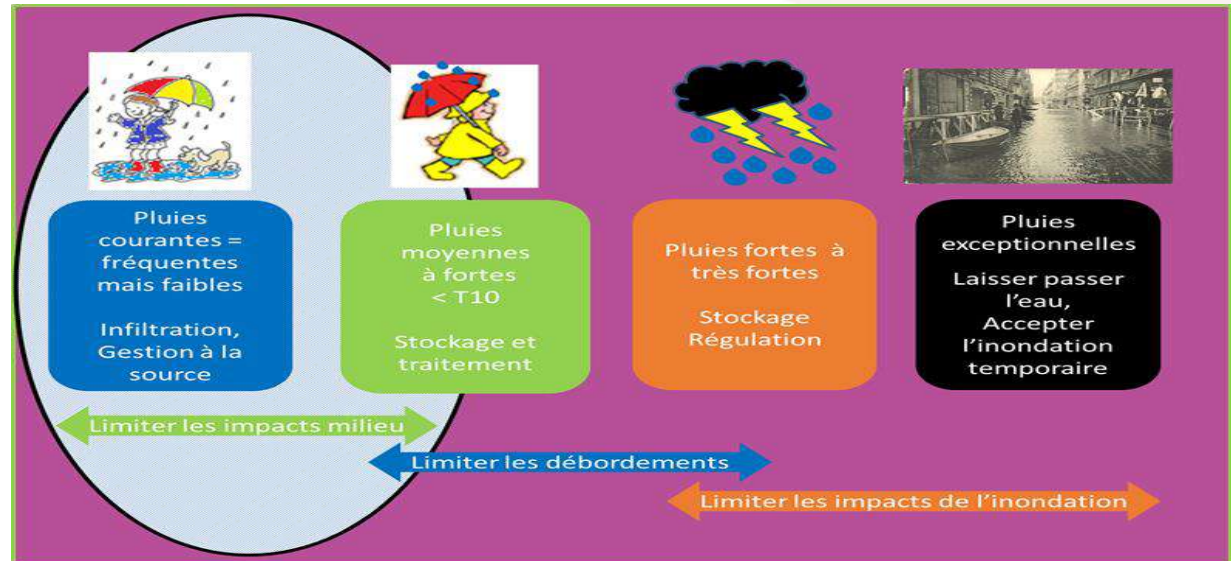 Pluies
courantes =
fréquentes
mais faibles
Infiltration,
Gestion à la
source
Pluies
moyennes
à fortes
< T10
Stockage et
traitement
Pluies fortes à
très fortes
Stockage
Régulation
Pluies
exceptionnelles
Laisser passer
l'eau,
Accepter
l'inondation
temporaire
Limiter les impacts milieu
Limiter les débordements
Limiter les impacts de l'inondation